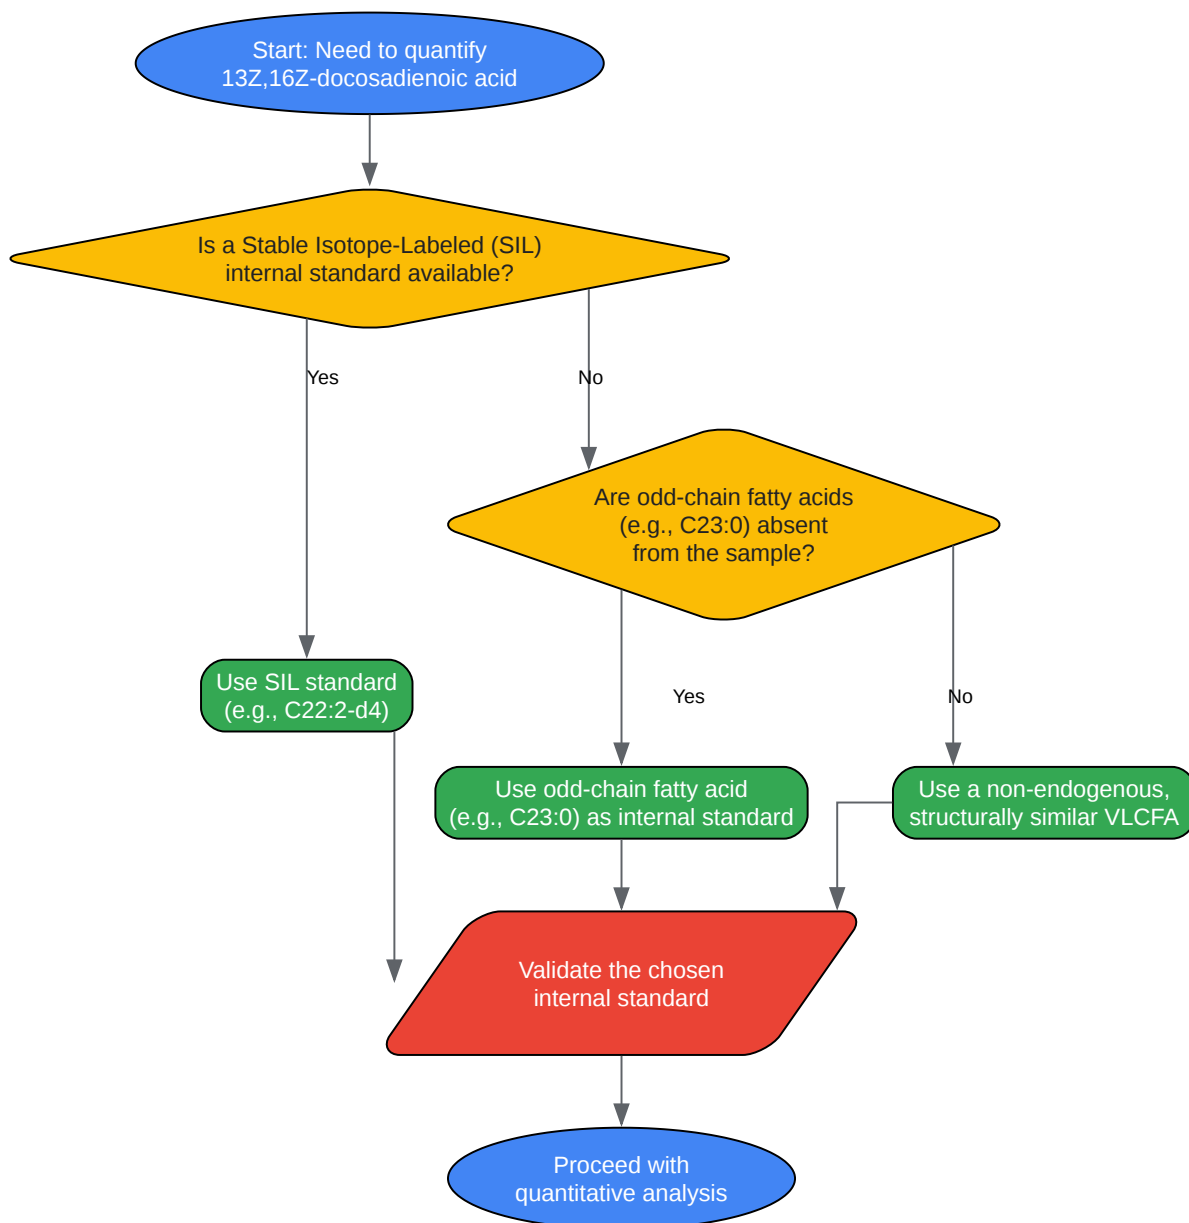 Start: Need to quantify
13Z,16Z-docosadienoic acid
Is a Stable Isotope-Labeled (SIL)
internal standard available?
Yes
No
Are odd-chain fatty acids
(e.g., C23:0) absent
from the sample?
Use SIL standard
(e.g., C22:2-d4)
Yes
No
Use odd-chain fatty acid
(e.g., C23:0) as internal standard
Use a non-endogenous,
structurally similar VLCFA
Validate the chosen
internal standard
Proceed with
quantitative analysis